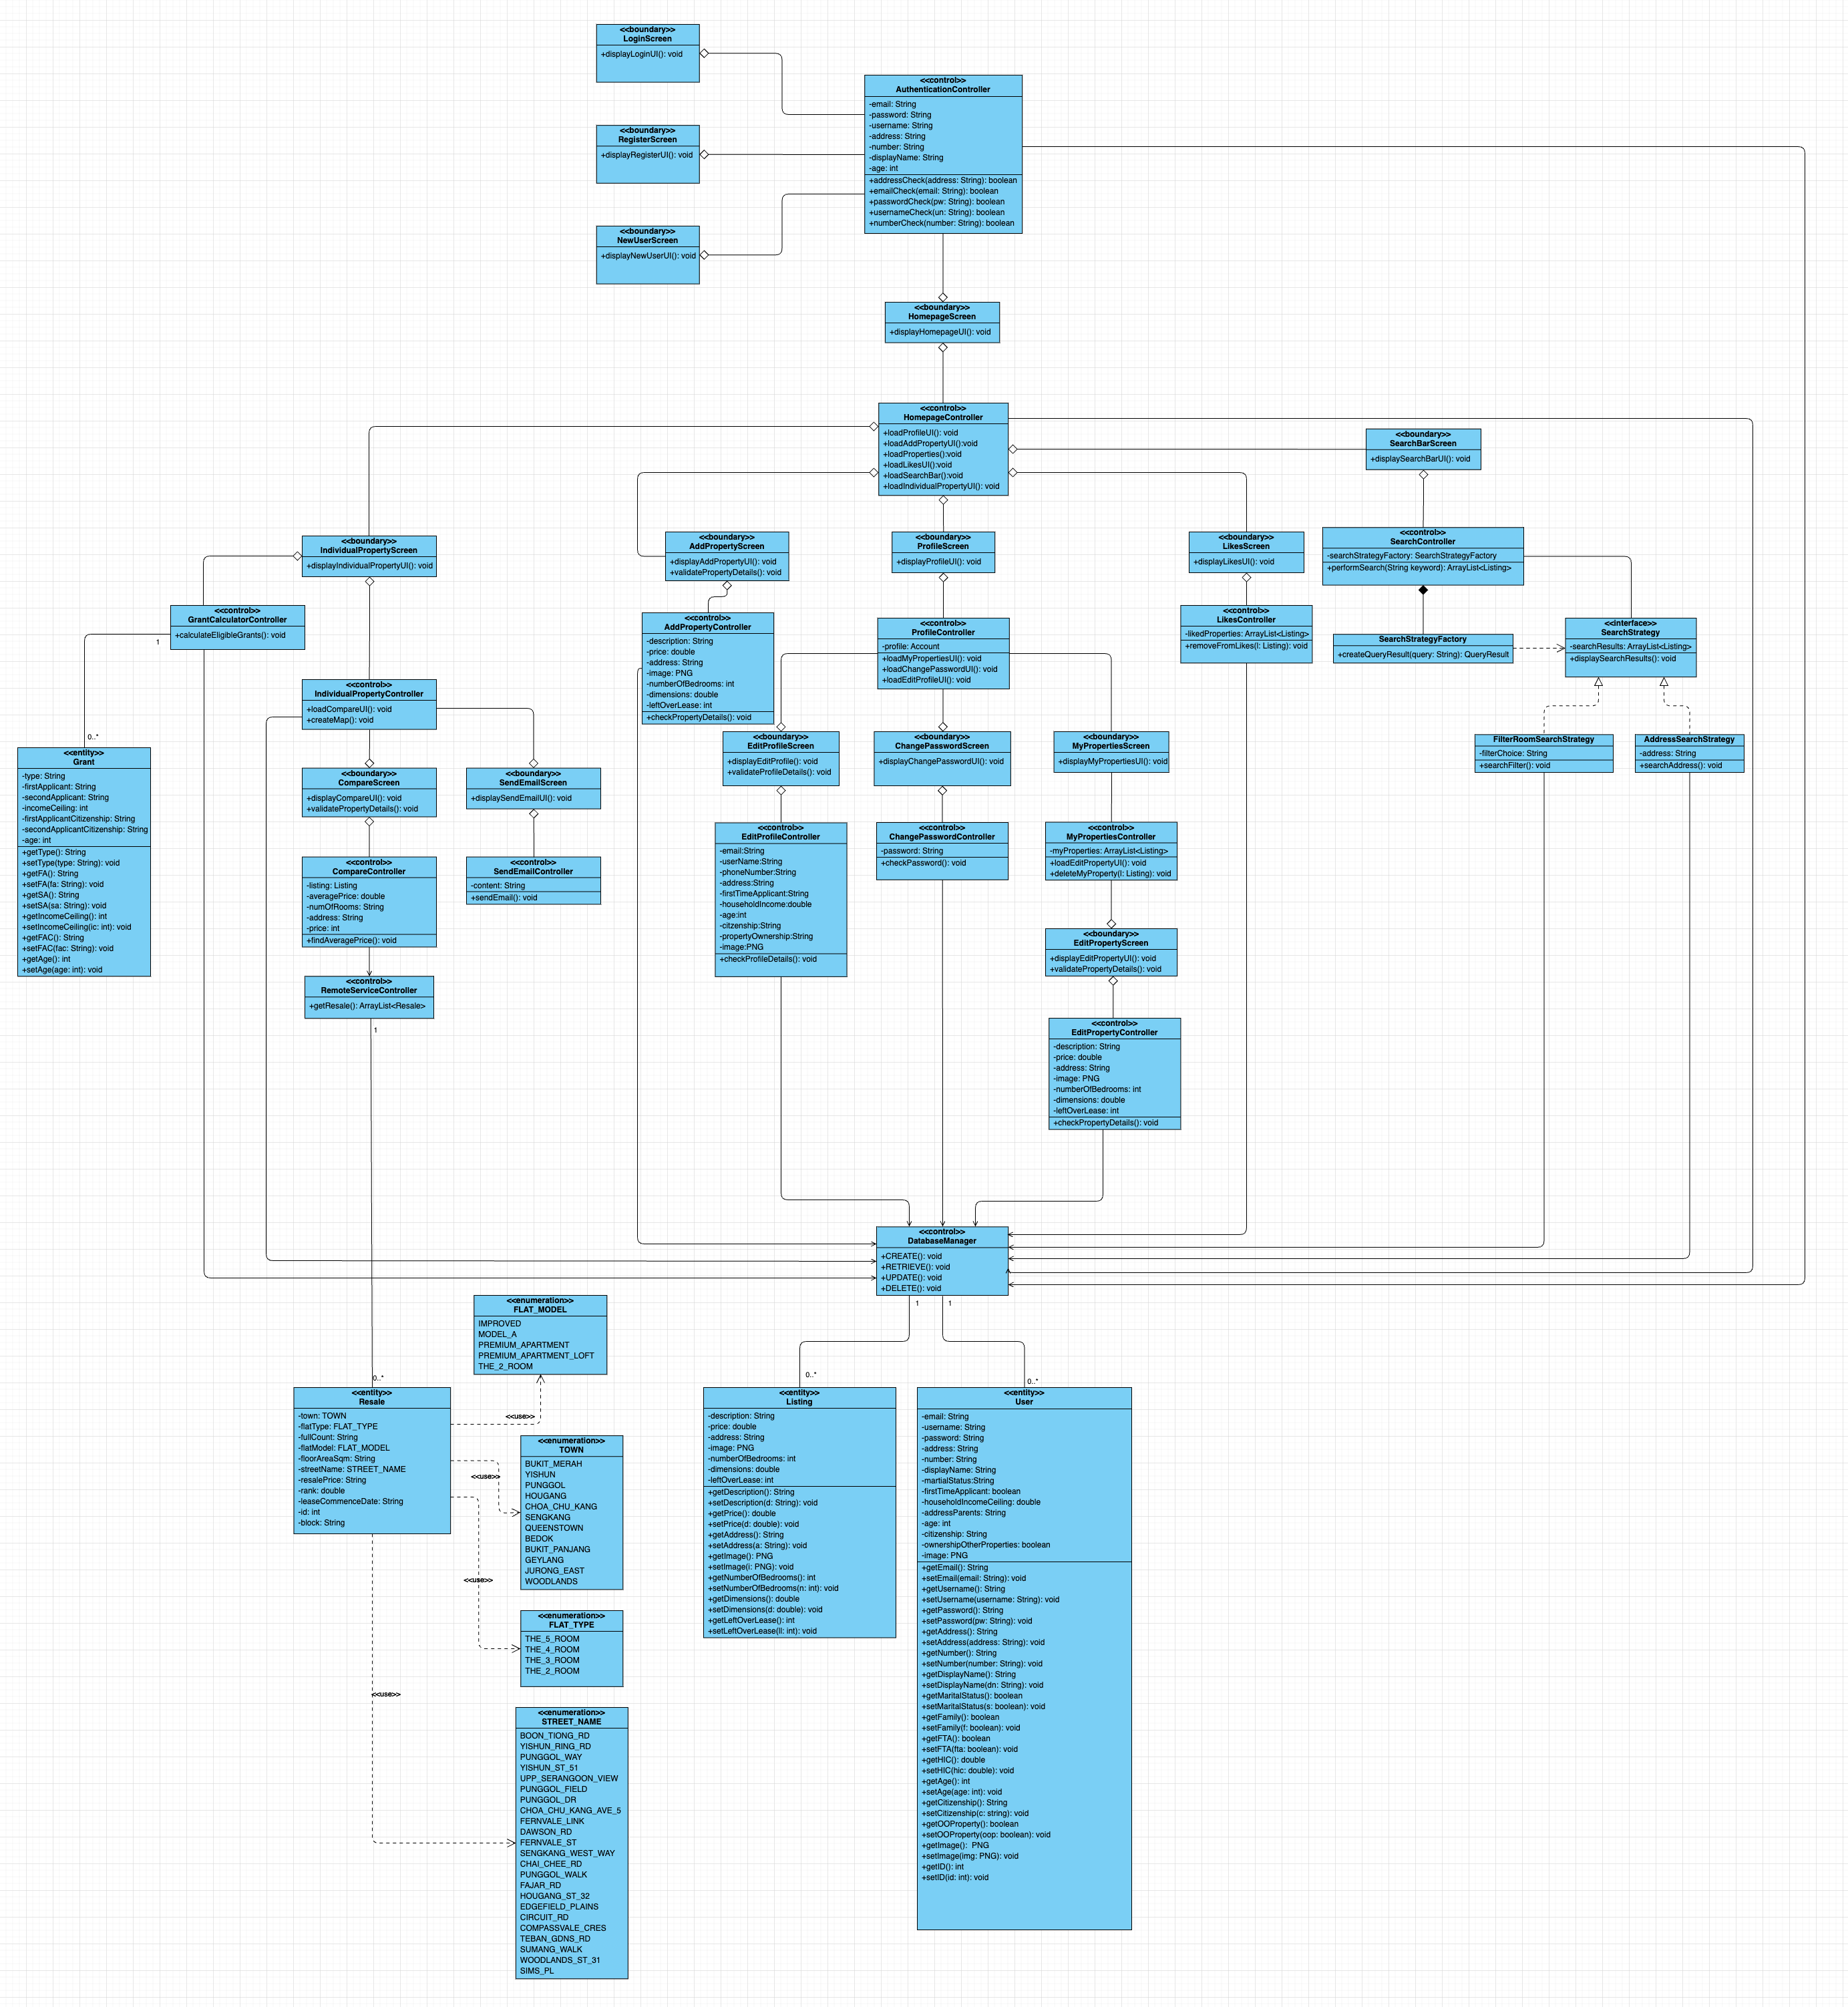 <<boundary>>
LoginScreen
+displayLoginUI(): void
<<control>>
AuthenticationController
-email: String
-password: String
-username: String
-address: String
-number: String
-displayName: String
-age: int
+addressCheck(address: String): boolean
+emailCheck(email: String): boolean
+passwordCheck(pw: String): boolean
+usernameCheck(un: String): boolean
+numberCheck(number: String): boolean
<<boundary>>
RegisterScreen
+displayRegisterUI(): void
<<boundary>>
NewUserScreen
+displayNewUserUI(): void
<<boundary>>
HomepageScreen
+displayHomepageUI(): void
<<control>>
HomepageController
+loadProfileUI(): void
+loadAddPropertyUI():void
+loadProperties():void
+loadLikesUI():void
+loadSearchBar():void
+loadIndividualPropertyUI(): void
<<boundary>>
SearchBarScreen
+displaySearchBarUI(): void
<<boundary>>
IndividualPropertyScreen
+displayIndividualPropertyUI(): void
<<boundary>>
AddPropertyScreen
+displayAddPropertyUI(): void
+validatePropertyDetails(): void
<<boundary>>
ProfileScreen
+displayProfileUI(): void
<<boundary>>
LikesScreen
+displayLikesUI(): void
<<control>>
SearchController
-searchStrategyFactory: SearchStrategyFactory
+performSearch(String keyword): ArrayList<Listing>
<<control>>
GrantCalculatorController
+calculateEligibleGrants(): void
1
0..*
<<control>>
AddPropertyController
-description: String
-price: double
-address: String
-image: PNG
-numberOfBedrooms: int
-dimensions: double
-leftOverLease: int
+checkPropertyDetails(): void
<<control>>
ProfileController
-profile: Account
+loadMyPropertiesUI(): void
+loadChangePasswordUI(): void
+loadEditProfileUI(): void
<<control>>
LikesController
-likedProperties: ArrayList<Listing>
+removeFromLikes(l: Listing): void
SearchStrategyFactory
+createQueryResult(query: String): QueryResult
<<interface>>
SearchStrategy
-searchResults: ArrayList<Listing>
+displaySearchResults(): void
<<control>>
IndividualPropertyController
+loadCompareUI(): void
+createMap(): void
<<entity>>
Grant
-type: String
-firstApplicant: String
-secondApplicant: String
-incomeCeiling: int
-firstApplicantCitizenship: String
-secondApplicantCitizenship: String
-age: int
+getType(): String
+setType(type: String): void
+getFA(): String
+setFA(fa: String): void
+getSA(): String
+setSA(sa: String): void
+getIncomeCeiling(): int
+setIncomeCeiling(ic: int): void
+getFAC(): String
+setFAC(fac: String): void
+getAge(): int
+setAge(age: int): void
<<boundary>>
CompareScreen
+displayCompareUI(): void
+validatePropertyDetails(): void
<<boundary>>
SendEmailScreen
+displaySendEmailUI(): void
<<boundary>>
EditProfileScreen
+displayEditProfile(): void
+validateProfileDetails(): void
<<boundary>>
ChangePasswordScreen
+displayChangePasswordUI(): void
<<boundary>>
MyPropertiesScreen
+displayMyPropertiesUI(): void
FilterRoomSearchStrategy
-filterChoice: String
+searchFilter(): void
AddressSearchStrategy
-address: String
+searchAddress(): void
<<control>>
CompareController
-listing: Listing
-averagePrice: double
-numOfRooms: String
-address: String
-price: int
+findAveragePrice(): void
<<control>>
SendEmailController
-content: String
+sendEmail(): void
<<control>>
EditProfileController
-email:String
-userName:String
-phoneNumber:String
-address:String
-firstTimeApplicant:String
-householdIncome:double
-age:int
-citzenship:String
-propertyOwnership:String
-image:PNG
+checkProfileDetails(): void
<<control>>
ChangePasswordController
-password: String
+checkPassword(): void
<<control>>
MyPropertiesController
-myProperties: ArrayList<Listing>
+loadEditPropertyUI(): void
+deleteMyProperty(l: Listing): void
<<boundary>>
EditPropertyScreen
+displayEditPropertyUI(): void
+validatePropertyDetails(): void
<<control>>
RemoteServiceController
+getResale(): ArrayList<Resale>
1
<<control>>
EditPropertyController
-description: String
-price: double
-address: String
-image: PNG
-numberOfBedrooms: int
-dimensions: double
-leftOverLease: int
+checkPropertyDetails(): void
<<control>>
DatabaseManager
+CREATE(): void
+RETRIEVE(): void
+UPDATE(): void
+DELETE(): void
1
1
<<enumeration>>
FLAT_MODEL
IMPROVED
MODEL_A
PREMIUM_APARTMENT
PREMIUM_APARTMENT_LOFT
THE_2_ROOM
0..*
0..*
0..*
<<entity>>
Resale
-town: TOWN
-flatType: FLAT_TYPE
-fullCount: String
-flatModel: FLAT_MODEL
-floorAreaSqm: String
-streetName: STREET_NAME
-resalePrice: String
-rank: double
-leaseCommenceDate: String
-id: int
-block: String
<<use>>
<<use>>
<<use>>
<<use>>
<<enumeration>>
TOWN
BUKIT_MERAH
YISHUN
PUNGGOL
HOUGANG
CHOA_CHU_KANG
SENGKANG
QUEENSTOWN
BEDOK
BUKIT_PANJANG
GEYLANG
JURONG_EAST
WOODLANDS
<<enumeration>>
FLAT_TYPE
THE_5_ROOM
THE_4_ROOM
THE_3_ROOM
THE_2_ROOM
<<enumeration>>
STREET_NAME
BOON_TIONG_RD
YISHUN_RING_RD
PUNGGOL_WAY
YISHUN_ST_51
UPP_SERANGOON_VIEW
PUNGGOL_FIELD
PUNGGOL_DR
CHOA_CHU_KANG_AVE_5
FERNVALE_LINK
DAWSON_RD
FERNVALE_ST
SENGKANG_WEST_WAY
CHAI_CHEE_RD
PUNGGOL_WALK
FAJAR_RD
HOUGANG_ST_32
EDGEFIELD_PLAINS
CIRCUIT_RD
COMPASSVALE_CRES
TEBAN_GDNS_RD
SUMANG_WALK
WOODLANDS_ST_31
SIMS_PL
<<entity>>
Listing
-description: String
-price: double
-address: String
-image: PNG
-numberOfBedrooms: int
-dimensions: double
-leftOverLease: int
+getDescription(): String
+setDescription(d: String): void
+getPrice(): double
+setPrice(d: double): void
+getAddress(): String
+setAddress(a: String): void
+getImage(): PNG
+setImage(i: PNG): void
+getNumberOfBedrooms(): int
+setNumberOfBedrooms(n: int): void
+getDimensions(): double
+setDimensions(d: double): void
+getLeftOverLease(): int
+setLeftOverLease(ll: int): void
<<entity>>
User
-email: String
-username: String
-password: String
-address: String
-number: String
-displayName: String
-martialStatus:String
-firstTimeApplicant: boolean
-householdIncomeCeiling: double
-addressParents: String
-age: int
-citizenship: String
-ownershipOtherProperties: boolean
-image: PNG
+getEmail(): String
+setEmail(email: String): void
+getUsername(): String
+setUsername(username: String): void
+getPassword(): String
+setPassword(pw: String): void
+getAddress(): String
+setAddress(address: String): void
+getNumber(): String
+setNumber(number: String): void
+getDisplayName(): String
+setDisplayName(dn: String): void
+getMaritalStatus(): boolean
+setMaritalStatus(s: boolean): void
+getFamily(): boolean
+setFamily(f: boolean): void
+getFTA(): boolean
+setFTA(fta: boolean): void
+getHIC(): double
+setHIC(hic: double): void
+getAge(): int
+setAge(age: int): void
+getCitizenship(): String
+setCitizenship(c: string): void
+getOOProperty(): boolean
+setOOProperty(oop: boolean): void
+getImage(): PNG
+setImage(img: PNG): void
+getID(): int
+setID(id: int): void